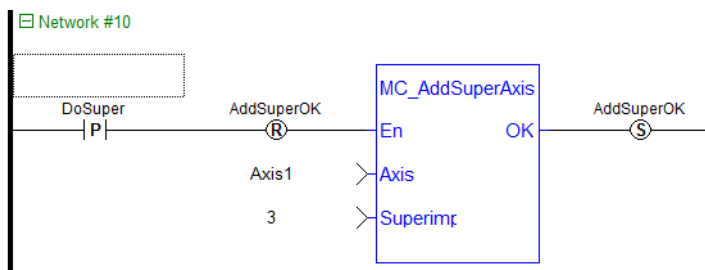 Network #10
MC_AddSuperAxis
DoSuper AddSuperOK AddSuperOK
P R En OK S
Axis1 Axis
3 Superimp